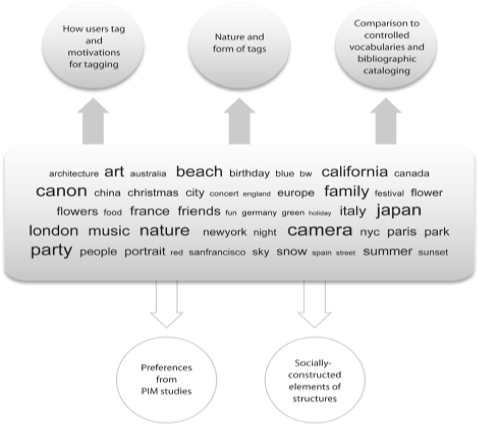 How users tag
and
motivations
for tagging
Nature and
form of tags
Comparison to
controlled
vocabularies and
bibliographic
cataloging
architecture art australia beach birthday blue bw california canada
canon china christmas city concert england europe family festival flower
flowers food france friends fun germany green holiday italy japan
london music nature newyork night camera nyc paris park
party people portrait red sanfrancisco sky snow spain street summer sunset
Preferences
from
PIM studies
Socially-
constructed
elements of
structures